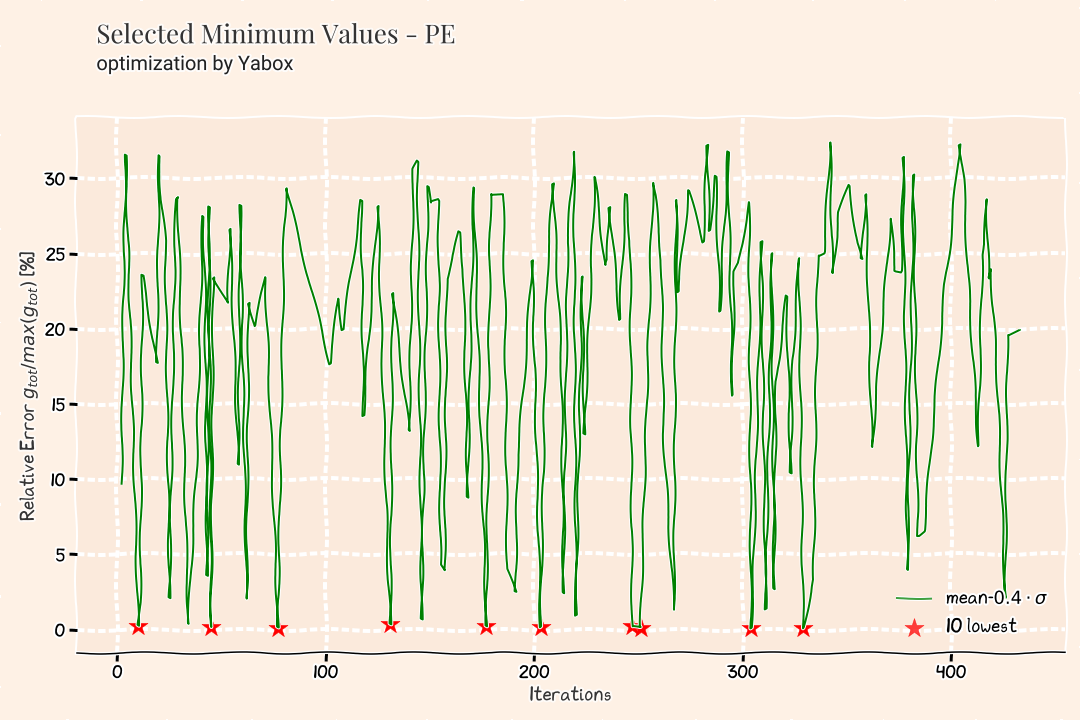 Selected Minimum Values - PE
optimization by Yabox
Relative Error g_tot/max(g_tot) [%]
30
25
20
15
10
5
0
mean-0.4 · σ
10 lowest
0 100 200 300 400
Iterations